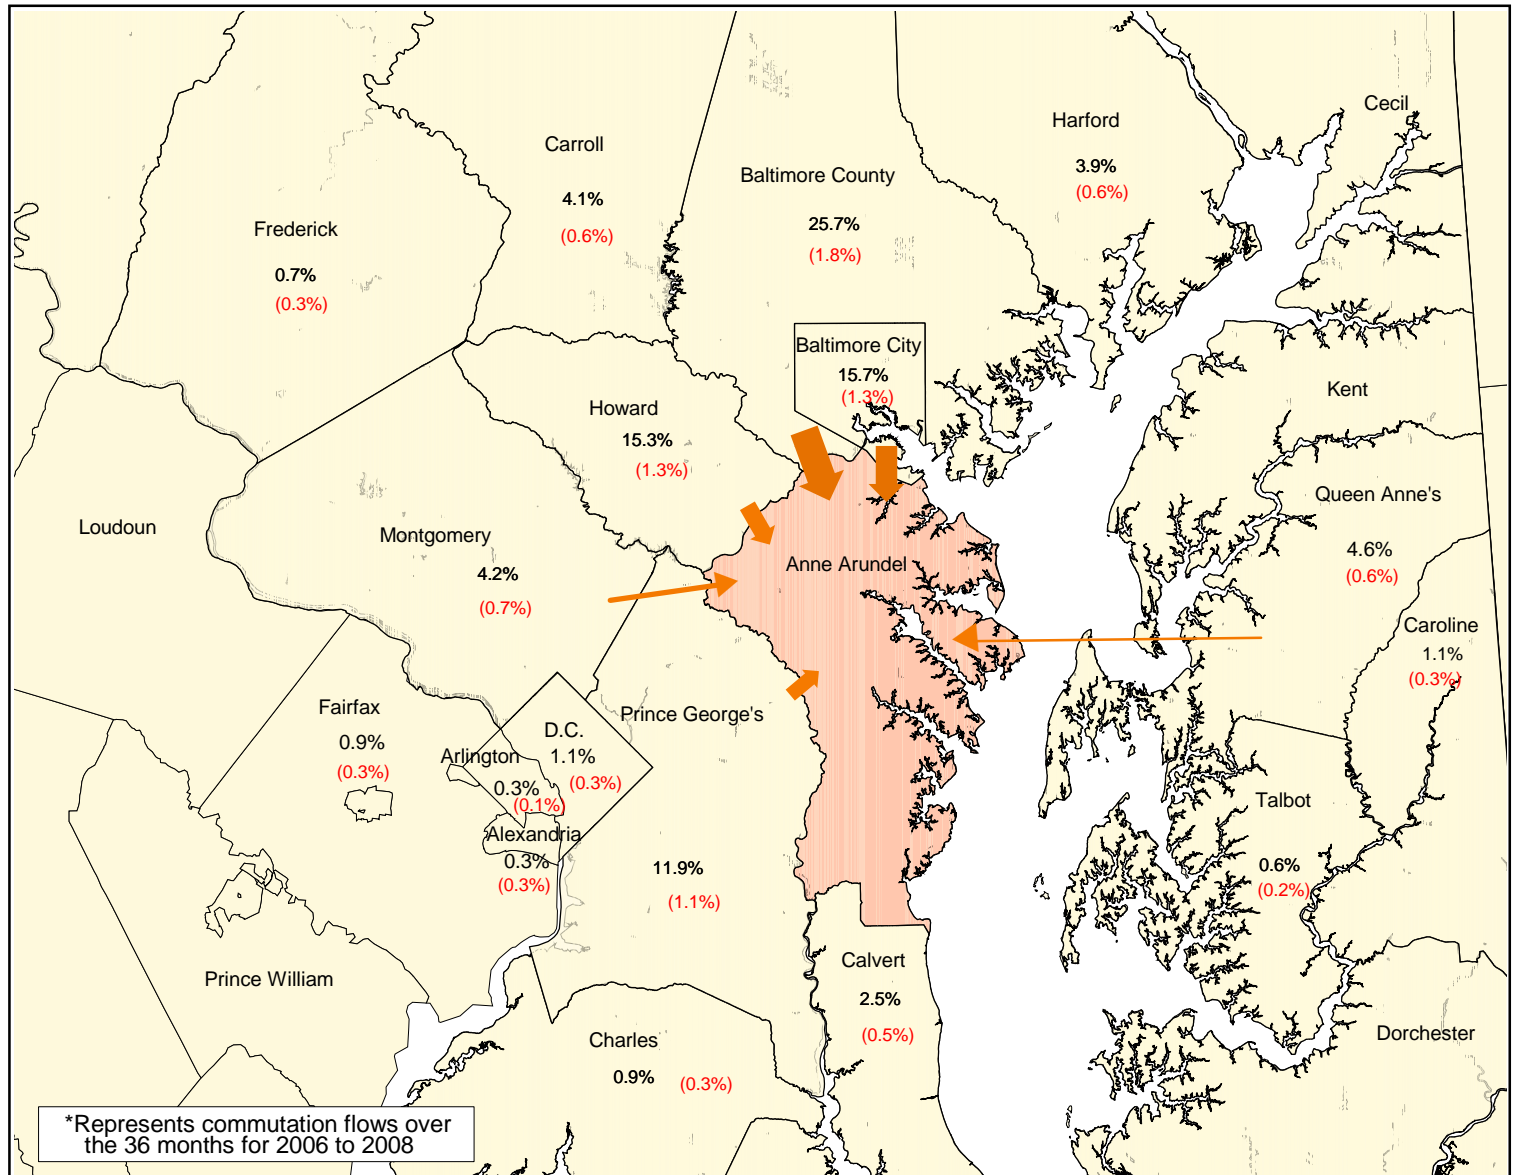 Cecil
Harford
3.9%
(0.6%)
Carroll
4.1%
(0.6%)
Baltimore County
25.7%
(1.8%)
Frederick
0.7%
(0.3%)
Baltimore City
15.7%
(1.3%)
Kent
Howard
15.3%
(1.3%)
Queen Anne's
4.6%
(0.6%)
Loudoun
Montgomery
4.2%
(0.7%)
Anne Arundel
Caroline
1.1%
(0.3%)
Fairfax
0.9%
(0.3%)
Prince George's
11.9%
(1.1%)
D.C.
1.1%
(0.3%)
Arlington
0.3%
(0.1%)
Alexandria
0.3%
(0.3%)
Talbot
0.6%
(0.2%)
Prince William
Calvert
2.5%
(0.5%)
Charles
0.9% (0.3%)
Dorchester
*Represents commutation flows over
the 36 months for 2006 to 2008